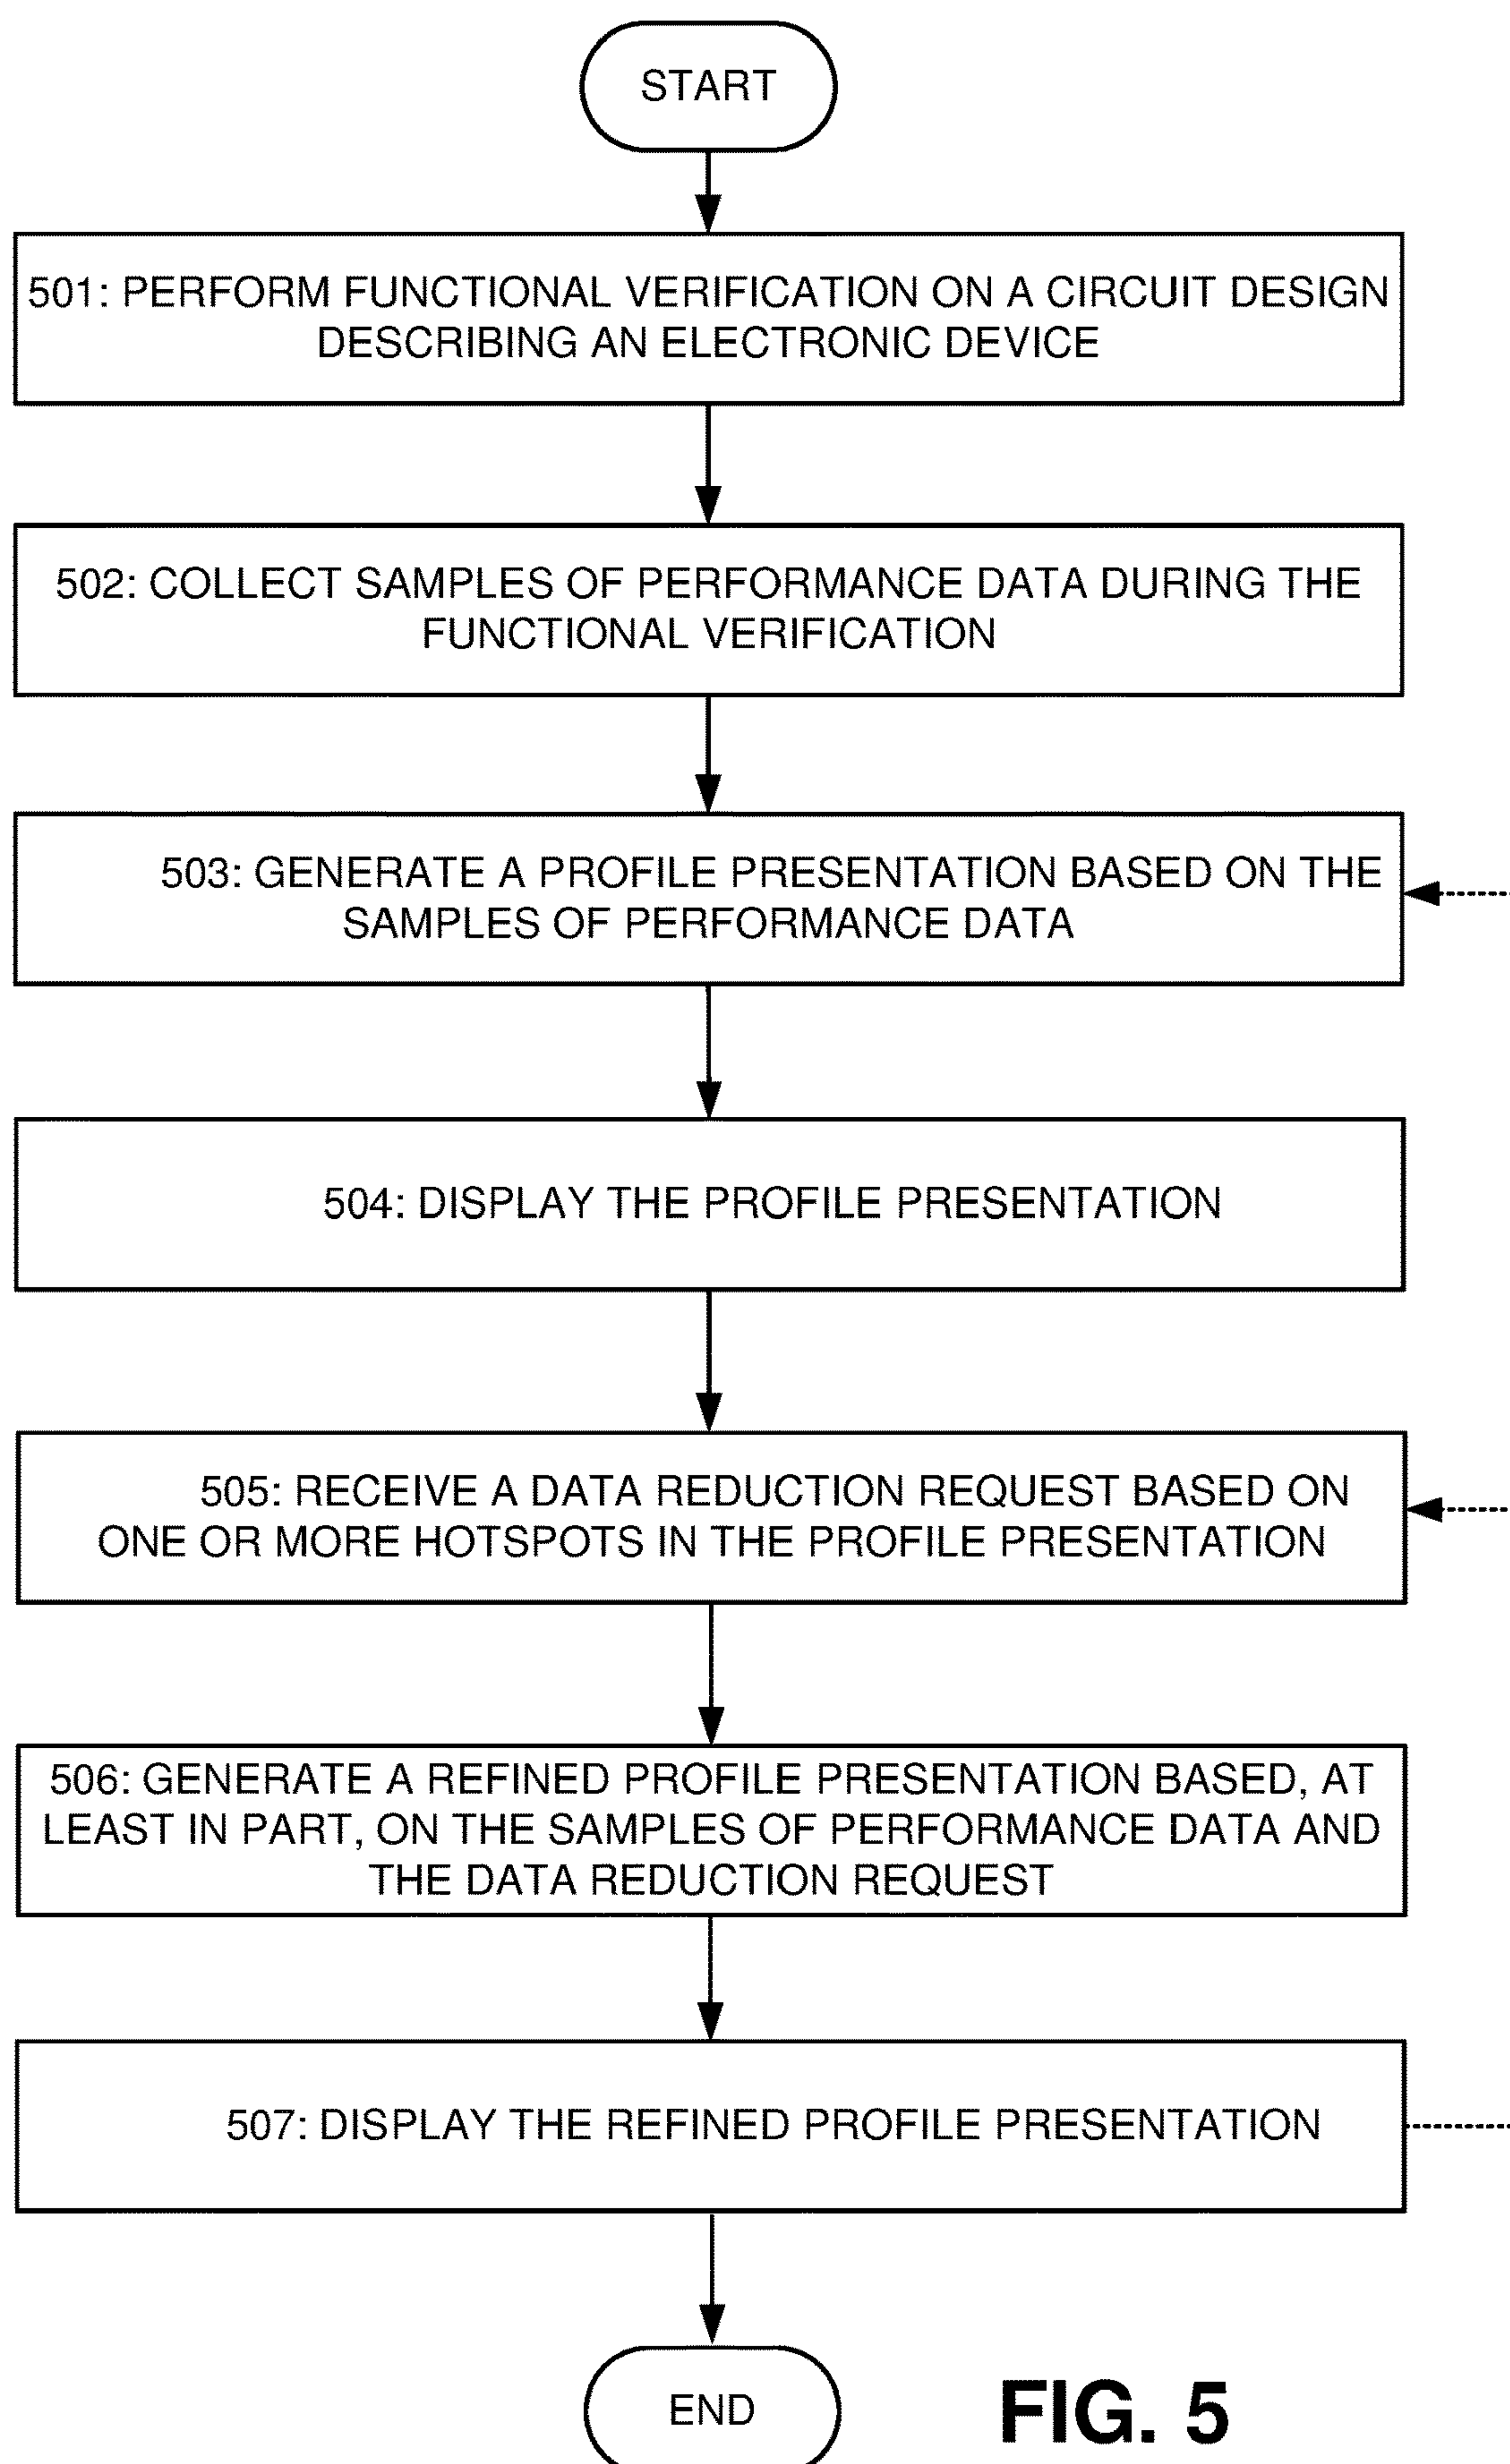 START
501: PERFORM FUNCTIONAL VERIFICATION ON A CIRCUIT DESIGN
DESCRIBING AN ELECTRONIC DEVICE
502: COLLECT SAMPLES OF PERFORMANCE DATA DURING THE
FUNCTIONAL VERIFICATION
503: GENERATE A PROFILE PRESENTATION BASED ON THE
SAMPLES OF PERFORMANCE DATA
504: DISPLAY THE PROFILE PRESENTATION
505: RECEIVE A DATA REDUCTION REQUEST BASED ON
ONE OR MORE HOTSPOTS IN THE PROFILE PRESENTATION
506: GENERATE A REFINED PROFILE PRESENTATION BASED, AT
LEAST IN PART, ON THE SAMPLES OF PERFORMANCE DATA AND
THE DATA REDUCTION REQUEST
507: DISPLAY THE REFINED PROFILE PRESENTATION
END
FIG. 5